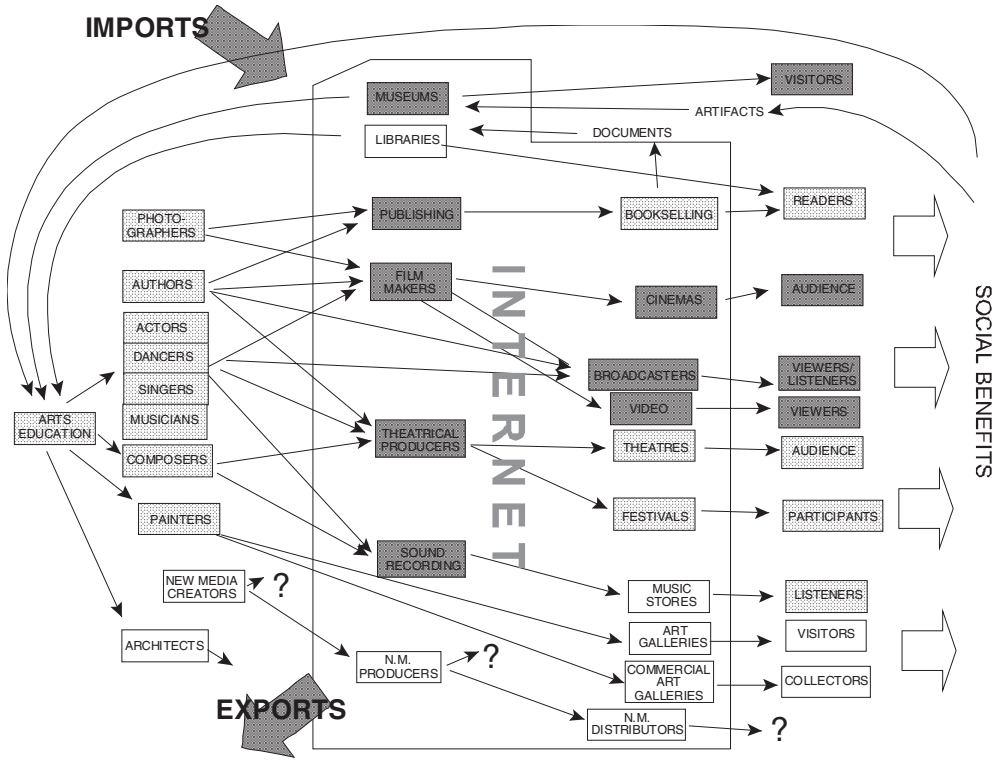 IMPORTS
MUSEUMS
VISITORS
ARTIFACTS
LIBRARIES
DOCUMENTS
PHOTO-
GRAPHERS
PUBLISHING
BOOKSELLING
READERS
AUTHORS
FILM
MAKERS
CINEMAS
AUDIENCE
ACTORS
DANCERS
SINGERS
MUSICIANS
BROADCASTERS
VIEWERS/
LISTENERS
VIDEO
VIEWERS
ARTS
EDUCATION
COMPOSERS
THEATRICAL
PRODUCERS
THEATRES
AUDIENCE
PAINTERS
FESTIVALS
PARTICIPANTS
INTERNET
SOCIAL BENEFITS
SOUND
RECORDING
NEW MEDIA
CREATORS
?
MUSIC
STORES
LISTENERS
ARCHITECTS
ART
GALLERIES
VISITORS
N.M.
PRODUCERS
?
COMMERCIAL
ART
GALLERIES
COLLECTORS
EXPORTS
N.M.
DISTRIBUTORS
?